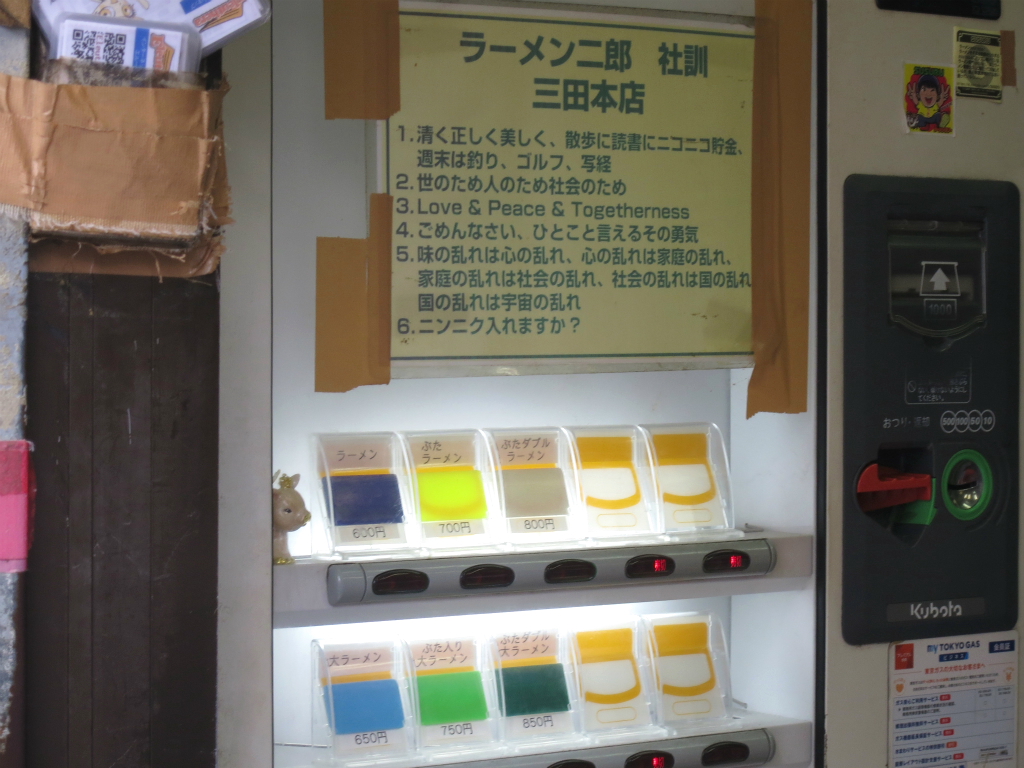 ラーメン二郎 社訓
三田本店
1.清く正しく美しく、散歩に読書にニコニコ貯金、
週末は釣り、ゴルフ、写経
2.世のため人のため社会のため
3.Love & Peace & Togetherness
4.ごめんなさい、ひとこと言えるその勇気
5.味の乱れは心の乱れ、心の乱れは家庭の乱れ、
家庭の乱れは社会の乱れ、社会の乱れは国の乱れ
国の乱れは宇宙の乱れ
6.ニンニク入れますか?
ラーメン
600円
ぶた
ラーメン
700円
ぶたダブル
ラーメン
800円
大ラーメン
650円
ぶた入り
大ラーメン
750円
ぶたダブル
大ラーメン
850円
1000
おつり・返却
500 100 50 10
Kubota
my TOKYO GAS